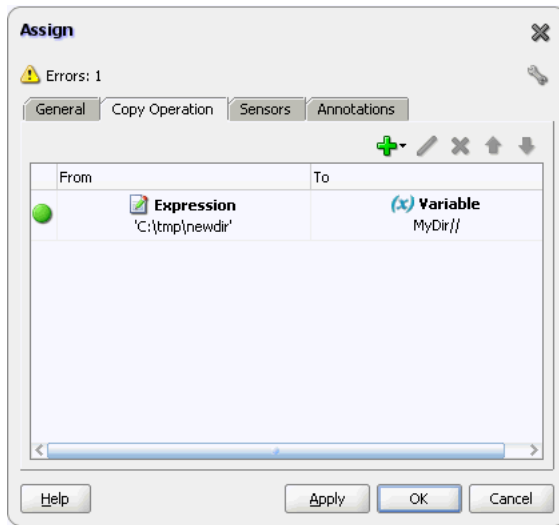 Assign
Errors: 1
General Copy Operation Sensors Annotations
From To
Expression (x) Variable
'C:\tmp\newdir' MyDir//
Help Apply OK Cancel